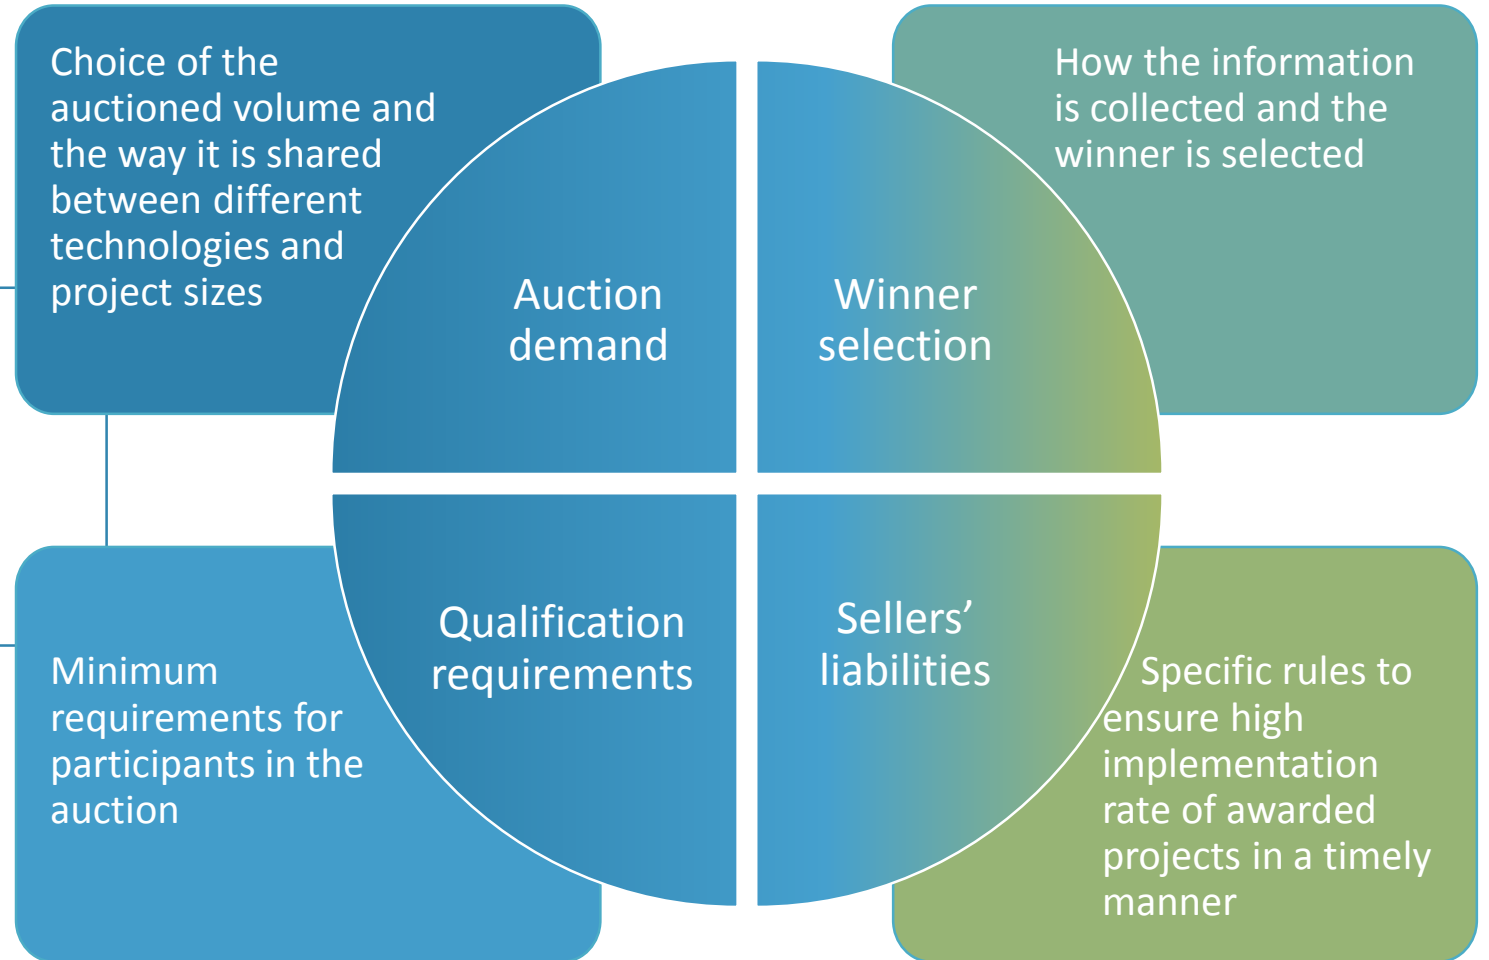 Choice of the
auctioned volume and
the way it is shared
between different
technologies and
project sizes
Auction
demand
Winner
selection
How the information
is collected and the
winner is selected
Qualification
requirements
Minimum
requirements for
participants in the
auction
Sellers’
liabilities
Specific rules to
ensure high
implementation
rate of awarded
projects in a timely
manner